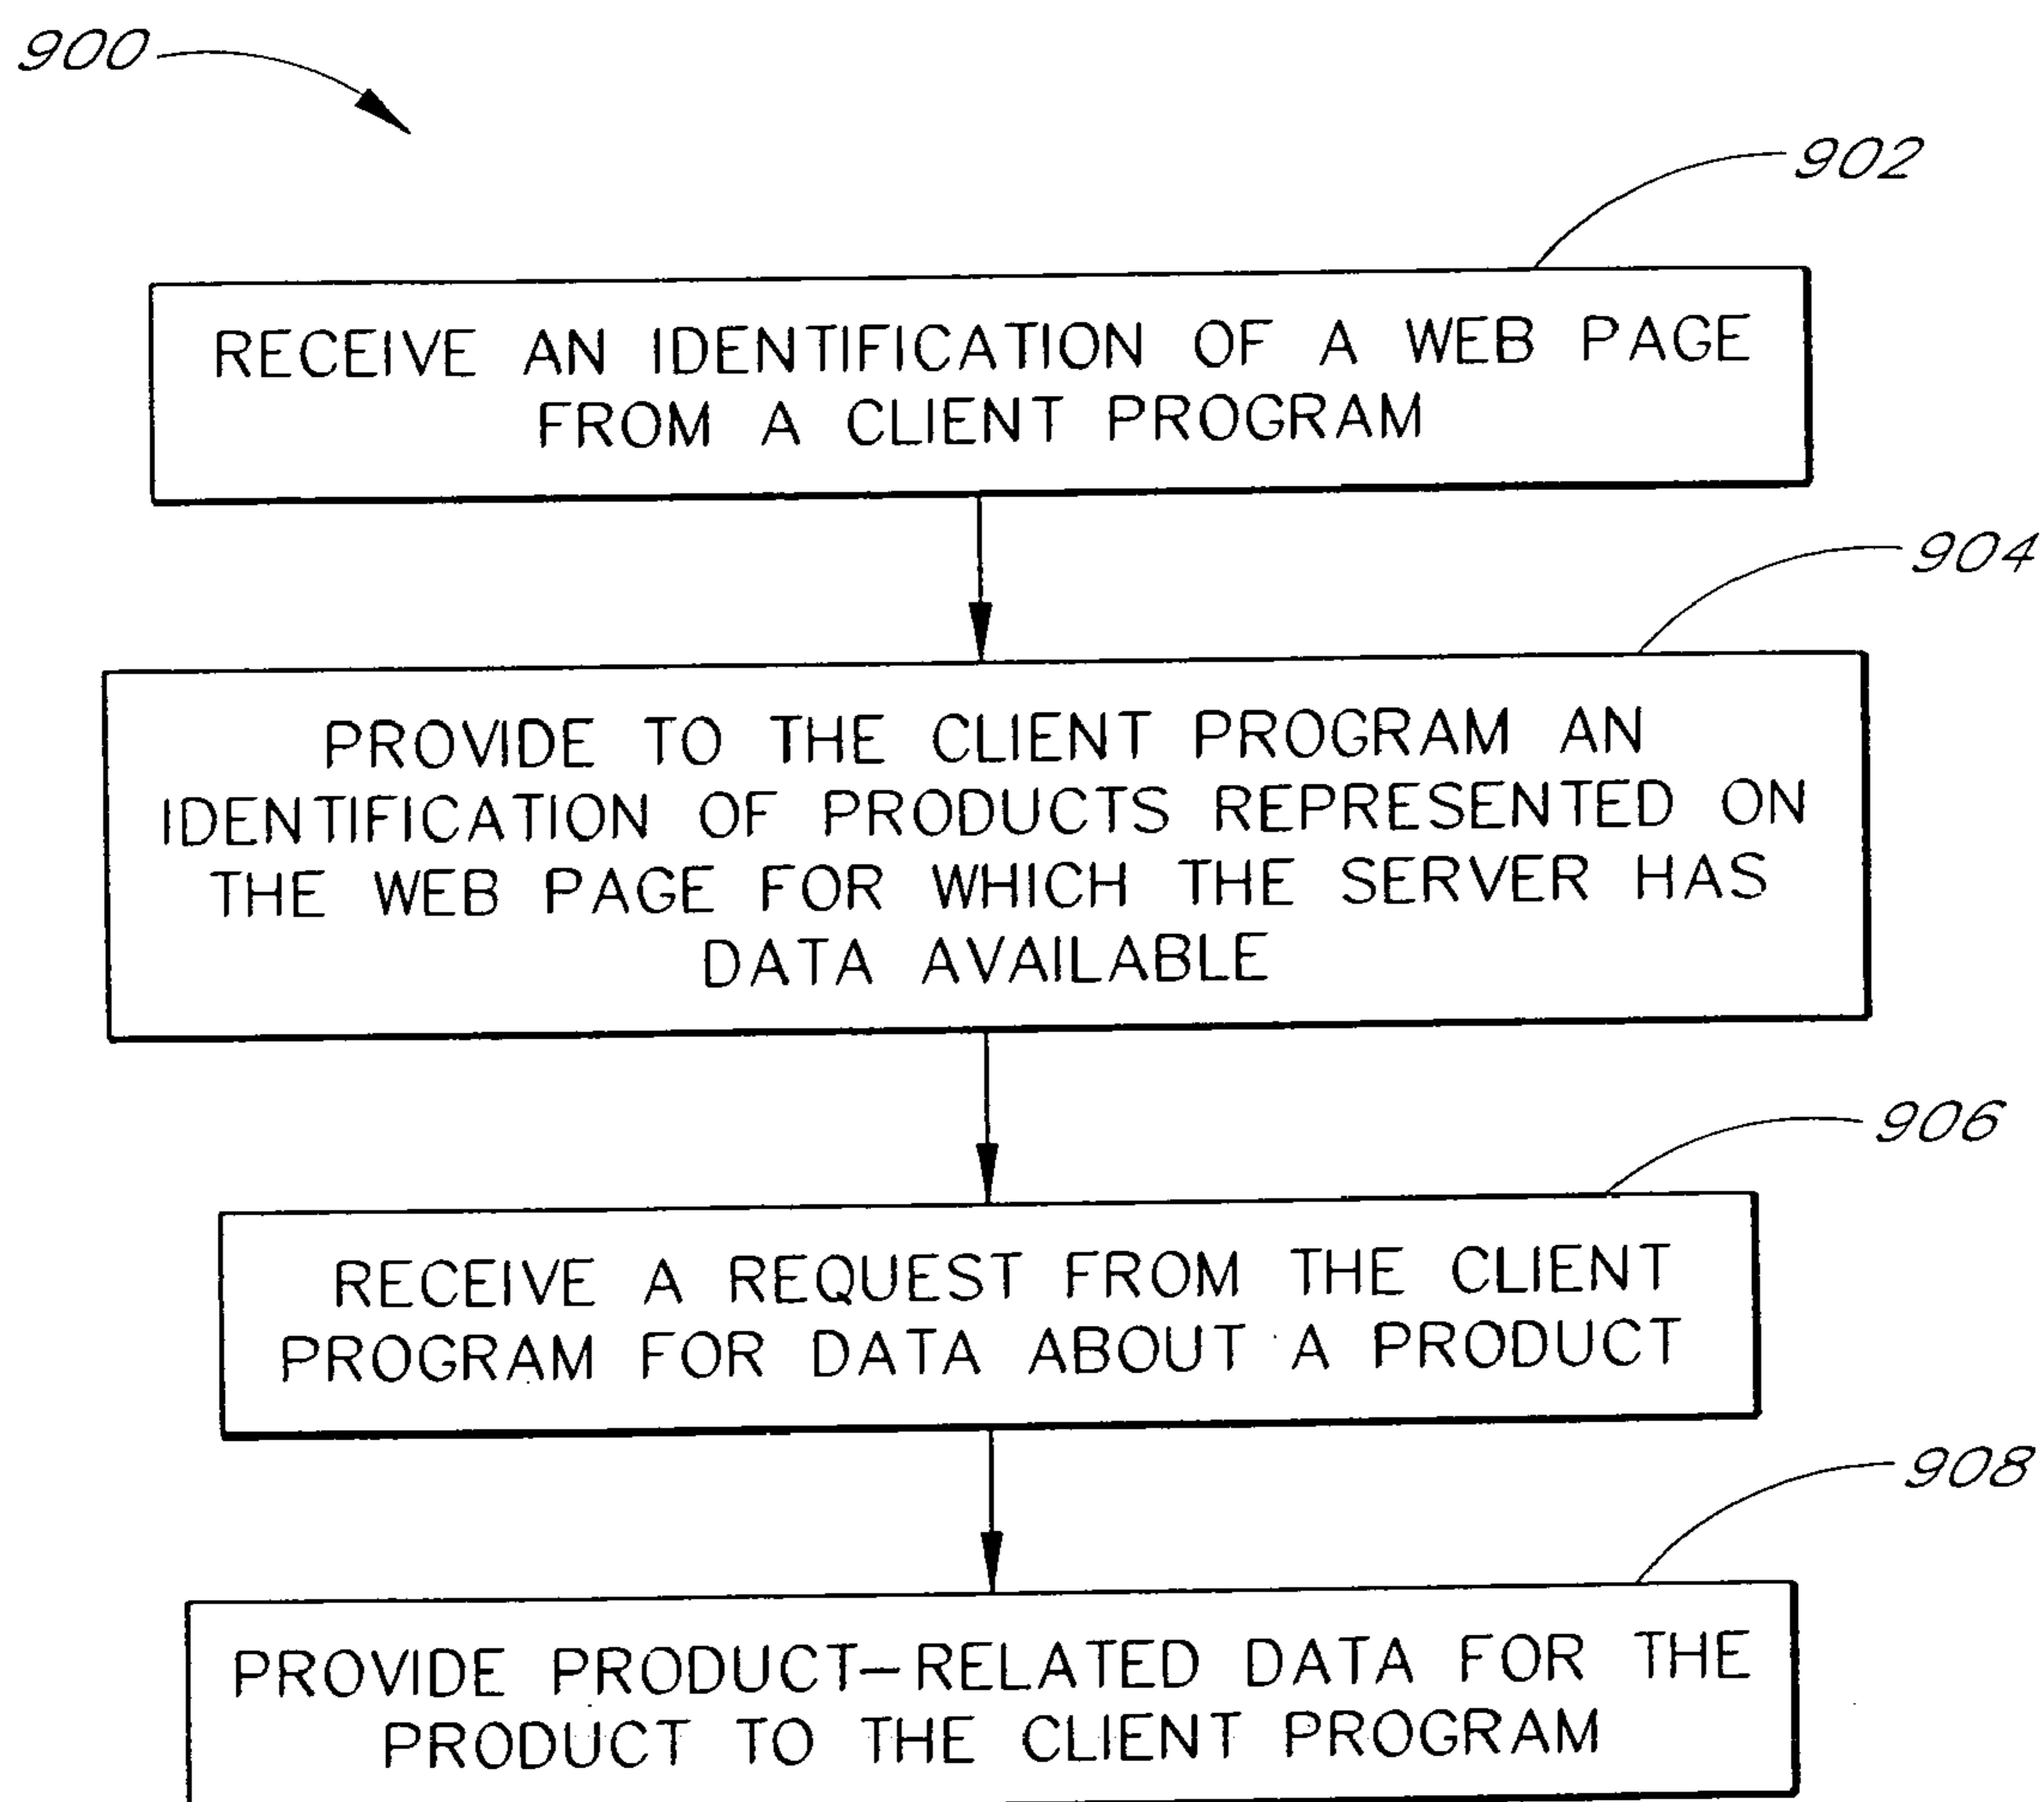 900
902
RECEIVE AN IDENTIFICATION OF A WEB PAGE
FROM A CLIENT PROGRAM
904
PROVIDE TO THE CLIENT PROGRAM AN
IDENTIFICATION OF PRODUCTS REPRESENTED ON
THE WEB PAGE FOR WHICH THE SERVER HAS
DATA AVAILABLE
906
RECEIVE A REQUEST FROM THE CLIENT
PROGRAM FOR DATA ABOUT A PRODUCT
908
PROVIDE PRODUCT–RELATED DATA FOR THE
PRODUCT TO THE CLIENT PROGRAM